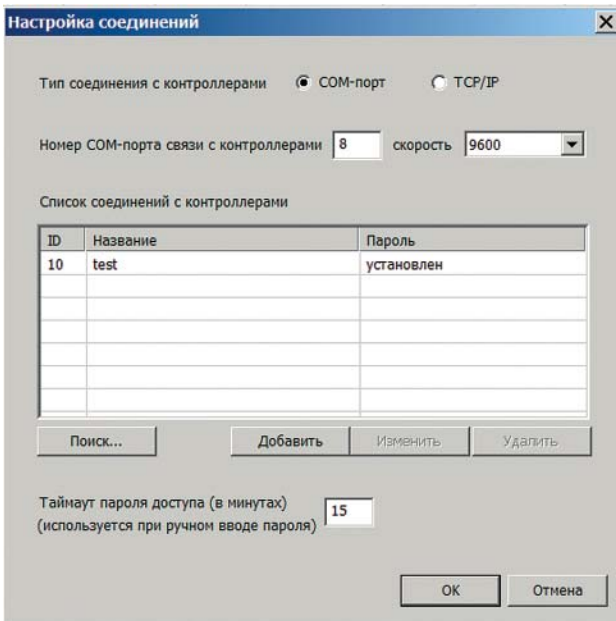 Настройка соединений
Тип соединения с контроллерами COM-порт TCP/IP
Номер COM-порта связи с контроллерами 8 скорость 9600
Список соединений с контроллерами
ID Название Пароль
10 test установлен
Поиск... Добавить Изменить Удалить
Таймаут пароля доступа (в минутах) 15
(используется при ручном вводе пароля)
OK Отмена